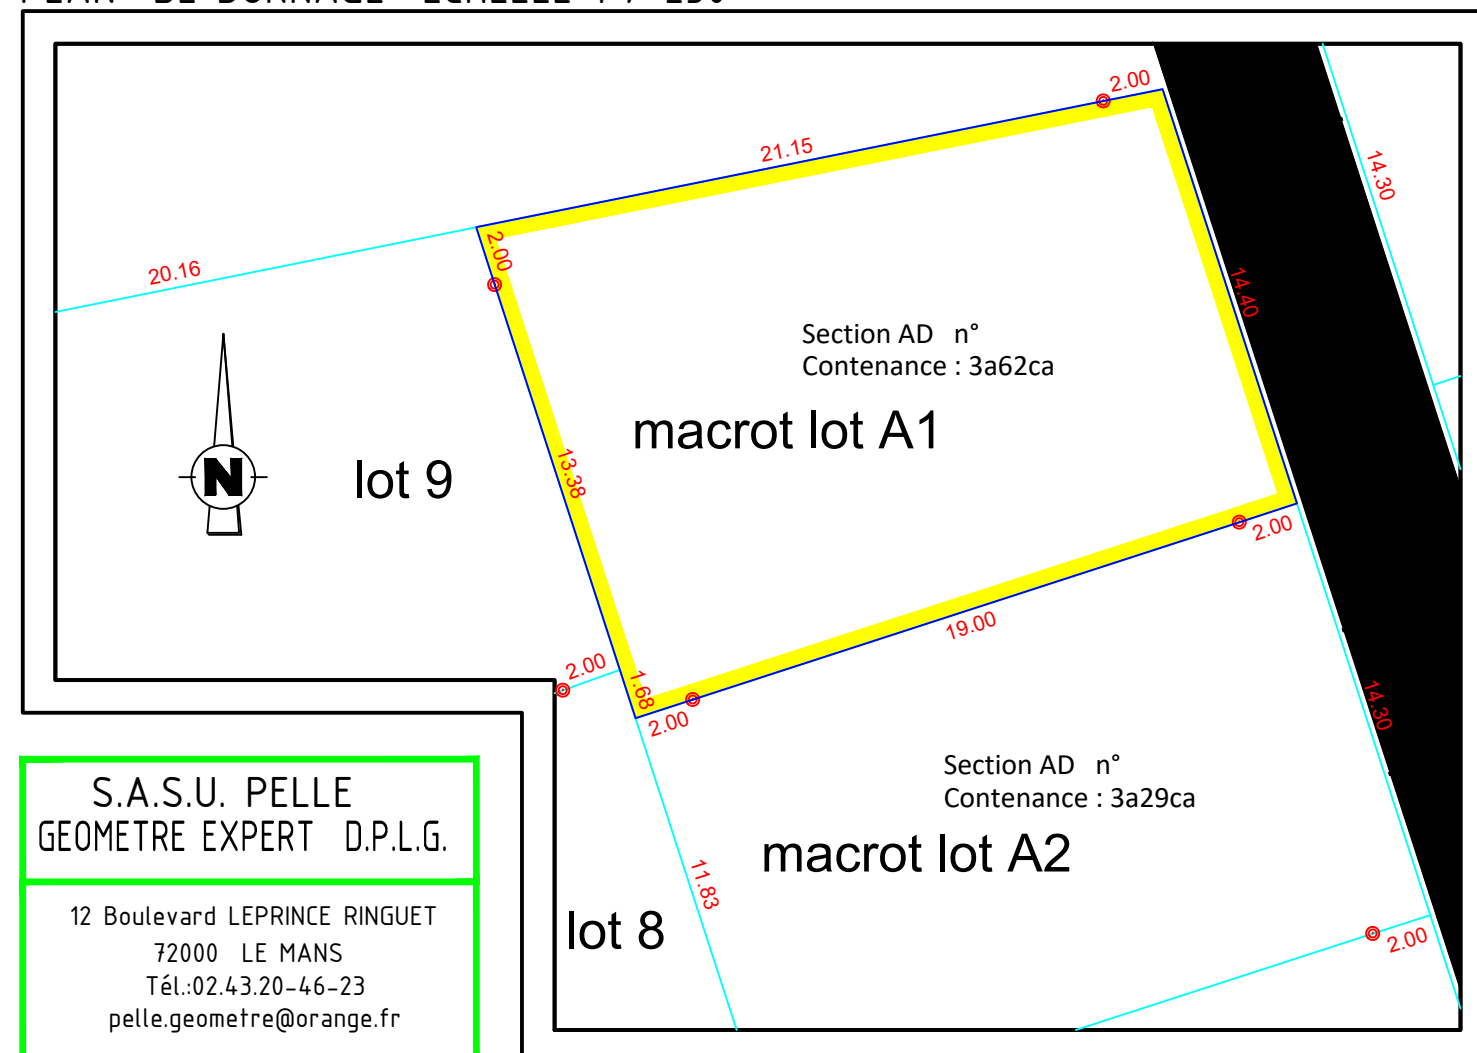 2.00
21.15
14.30
2.00
20.16
14.40
Section AD n°
Contenance : 3a62ca
macrot lot A1
13.38
lot 9
N
2.00
19.00
2.00
1.68
2.00
14.30
Section AD n°
Contenance : 3a29ca
macrot lot A2
11.83
lot 8
2.00
S.A.S.U. PELLE
GEOMETRE EXPERT D.P.L.G.
12 Boulevard LEPRINCE RINGUET
72000 LE MANS
Tél.:02.43.20-46-23
pelle.geometre@orange.fr